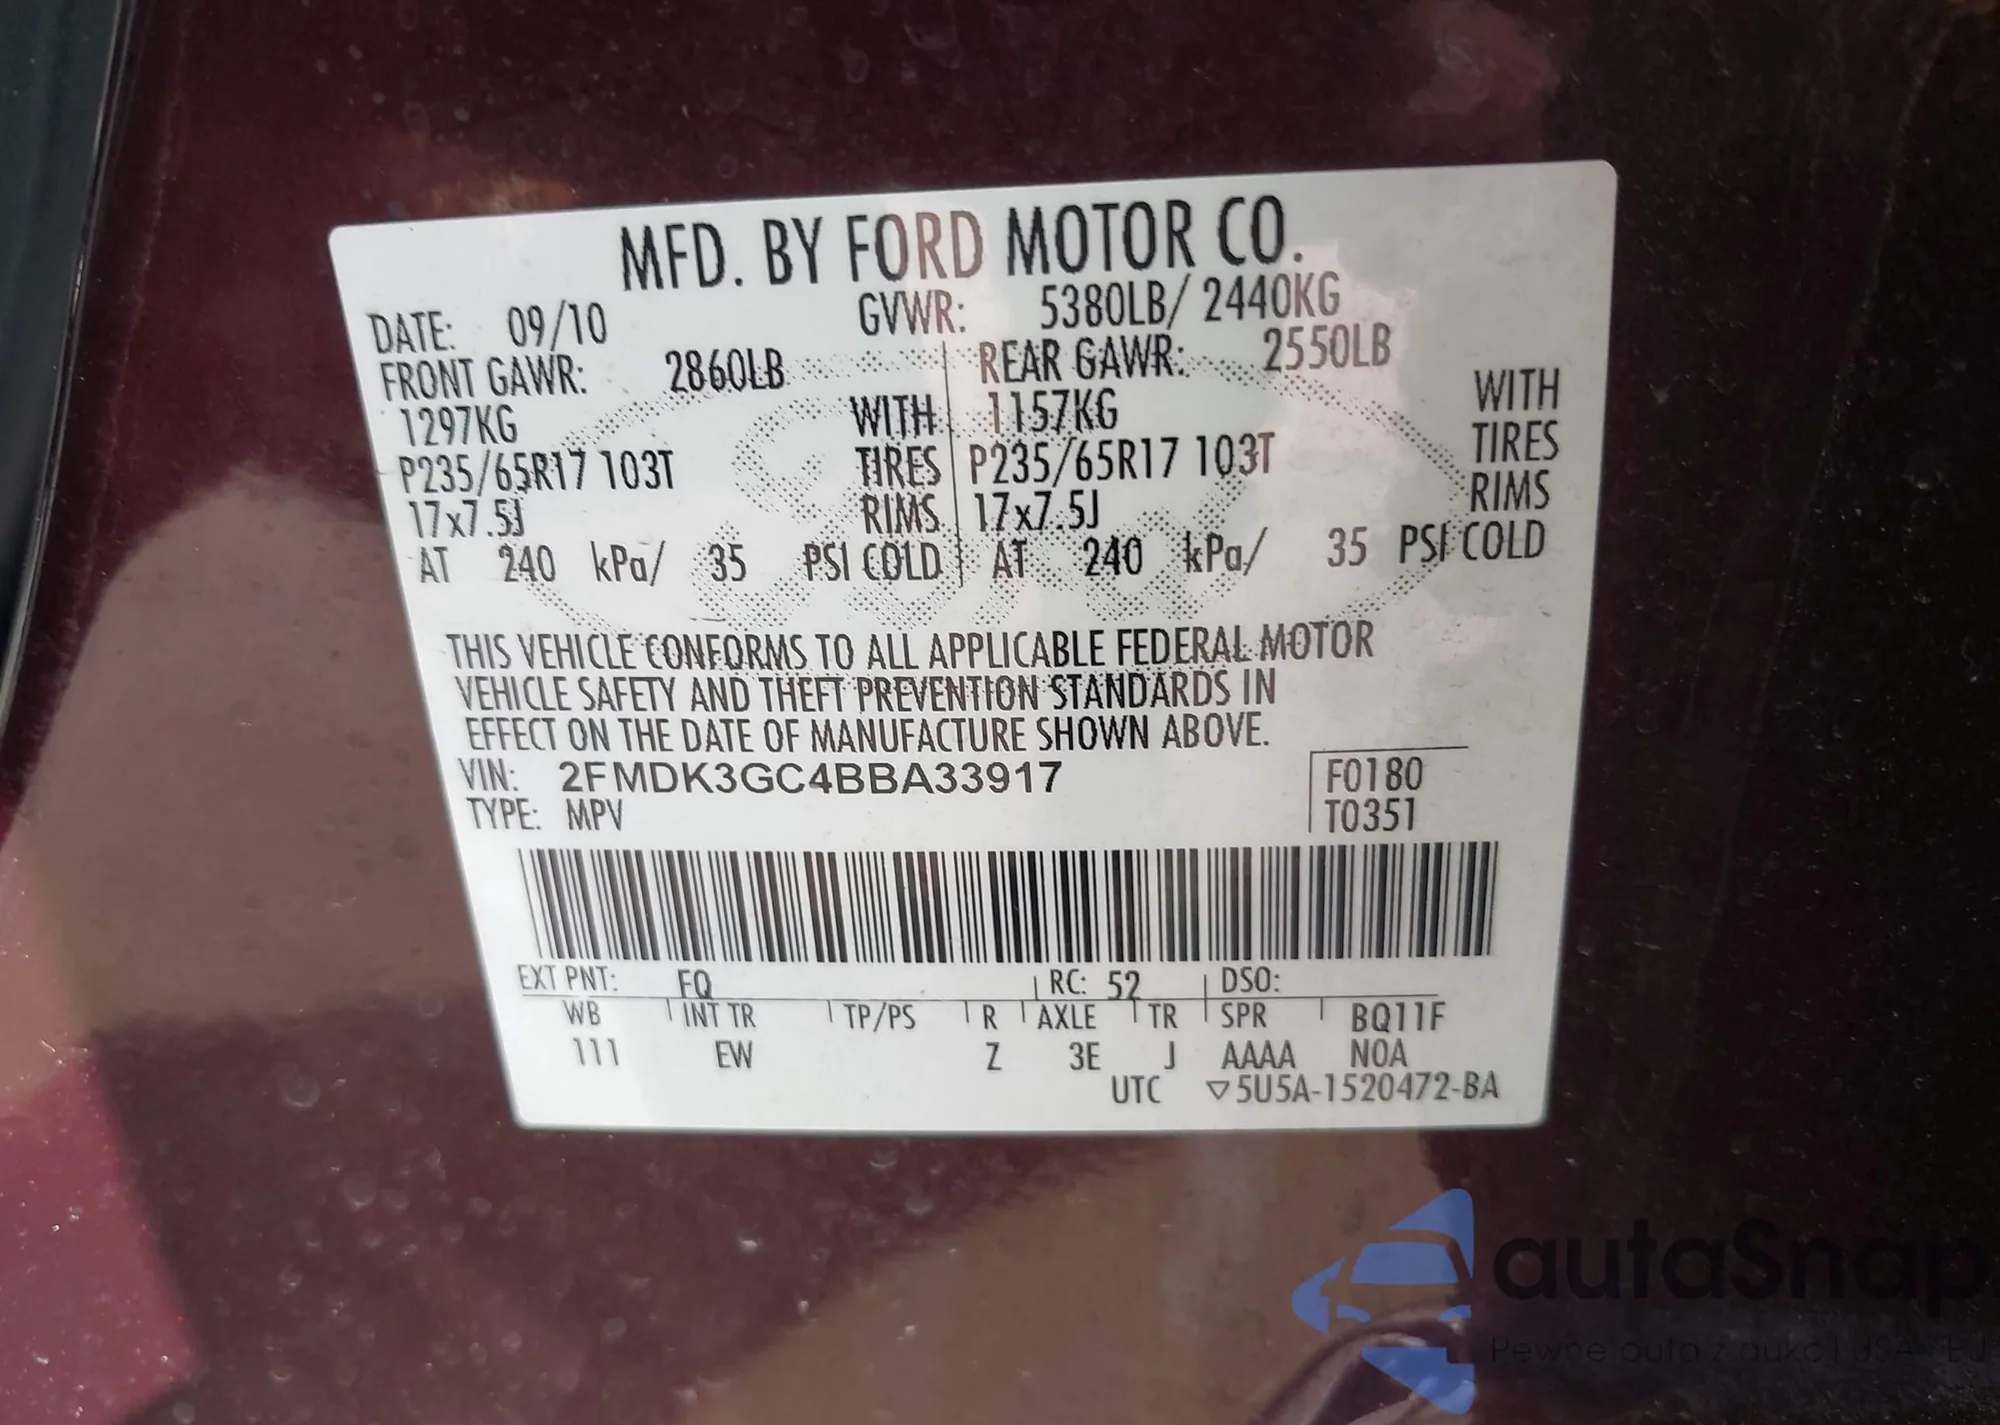 MFD. BY FORD MOTOR CO.
DATE: 09/10 GVWR: 5380LB/ 2440KG
FRONT GAWR: 2860LB REAR GAWR: 2550LB
1297KG WITH 1157KG WITH
P235/65R17 103T TIRES P235/65R17 103T TIRES
17x7.5J RIMS 17x7.5J RIMS
AT 240 kPa/ 35 PSI COLD AT 240 kPa/ 35 PSI COLD
THIS VEHICLE CONFORMS TO ALL APPLICABLE FEDERAL MOTOR
VEHICLE SAFETY AND THEFT PREVENTION STANDARDS IN
EFFECT ON THE DATE OF MANUFACTURE SHOWN ABOVE.
VIN: 2FMDK3GC4BBA33917 F0180
TYPE: MPV T0351
EXT PNT: FQ RC: 52 DSO:
WB INT TR TP/PS R AXLE TR SPR BQ11F
111 EW Z 3E J AAAA NOA
UTC ▽5U5A-1520472-BA
autaSnap
Pewne auta z aukcji USA